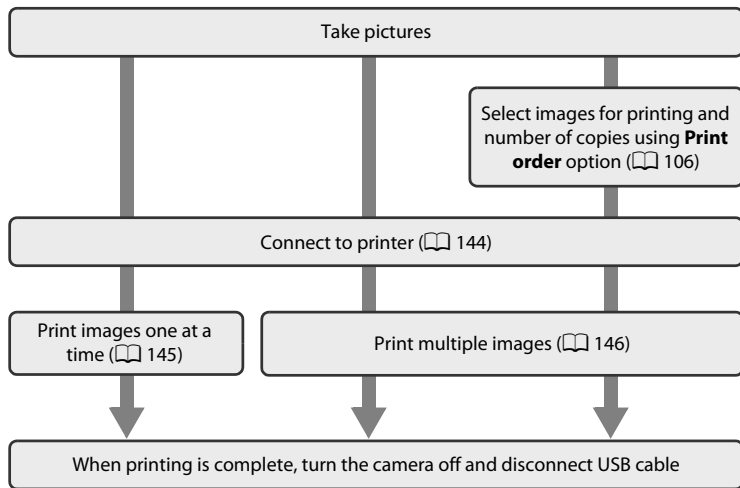 Take pictures
Select images for printing and
number of copies using Print
order option (📖 106)
Connect to printer (📖 144)
Print images one at a
time (📖 145)
Print multiple images (📖 146)
When printing is complete, turn the camera off and disconnect USB cable